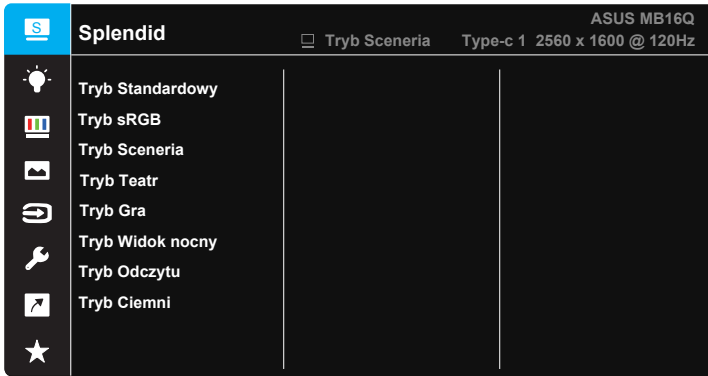 S
Splendid
ASUS MB16Q
Tryb Sceneria Type-c 1 2560 x 1600 @ 120Hz
Tryb Standardowy
Tryb sRGB
Tryb Sceneria
Tryb Teatr
Tryb Gra
Tryb Widok nocny
Tryb Odczytu
Tryb Ciemni